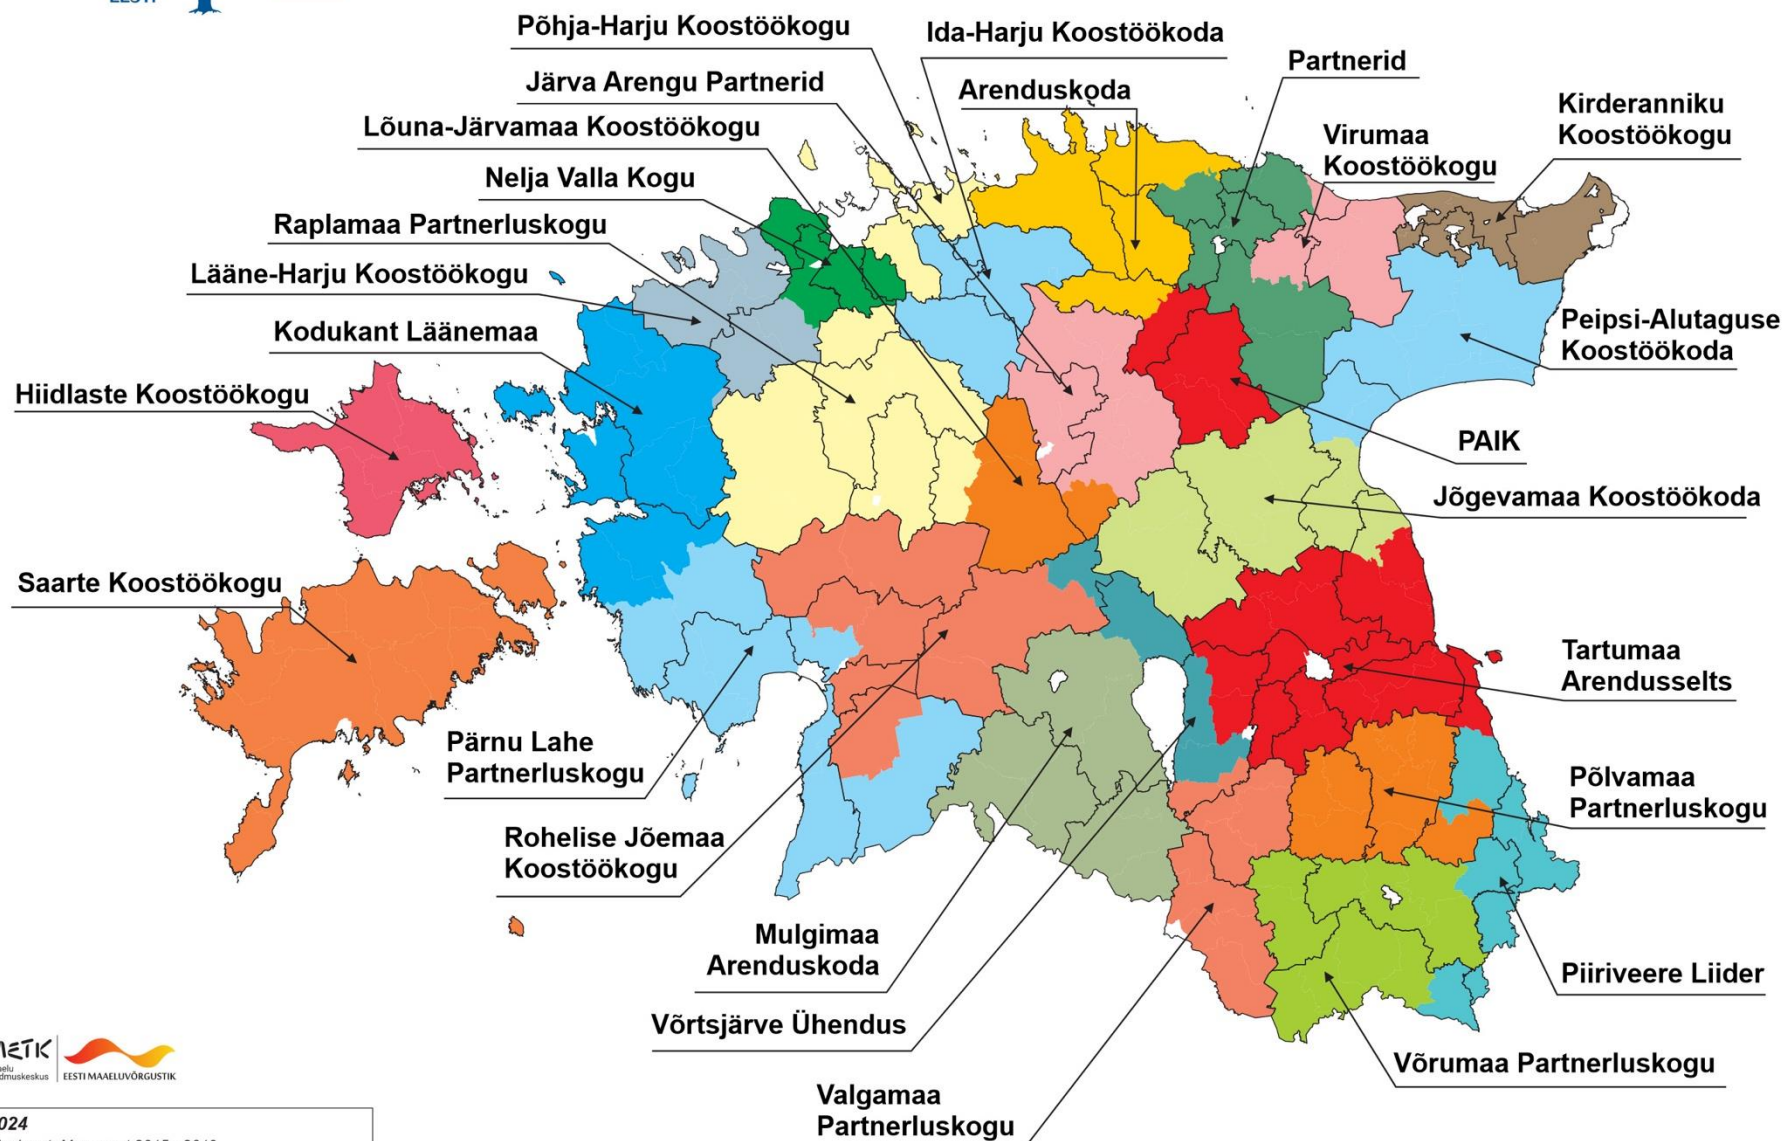 EESTI
Põhja-Harju Koostöökogu
Ida-Harju Koostöökoda
Partnerid
Järva Arengu Partnerid
Arenduskoda
Kirderanniku
Koostöökogu
Lõuna-Järvamaa Koostöökogu
Virumaa
Koostöökogu
Nelja Valla Kogu
Raplamaa Partnerluskogu
Lääne-Harju Koostöökogu
Kodukant Läänemaa
Peipsi-Alutaguse
Koostöökoda
Hiidlaste Koostöökogu
PAIK
Jõgevamaa Koostöökoda
Saarte Koostöökogu
Tartumaa
Arendusselts
Pärnu Lahe
Partnerluskogu
Põlvamaa
Partnerluskogu
Rohelise Jõemaa
Koostöökogu
Mulgimaa
Arenduskoda
Piiriveere Liider
Võrtsjärve Ühendus
Võrumaa Partnerluskogu
Valgamaa
Partnerluskogu
EESTI MAAELUVÕRGUSTIK